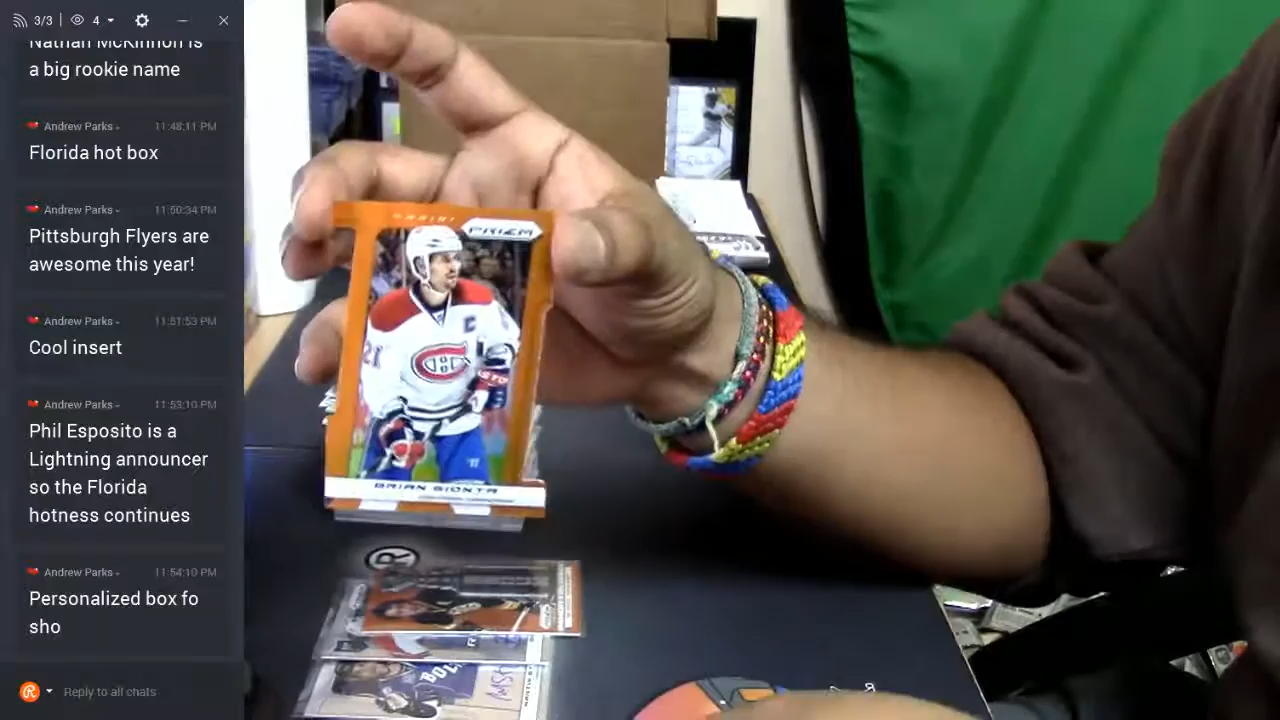 3/3
4
Nathan McKinnon is
a big rookie name
Andrew Parks
11:48:11 PM
Florida hot box
Andrew Parks
11:50:34 PM
Pittsburgh Flyers are
awesome this year!
Andrew Parks
11:51:53 PM
Cool insert
Andrew Parks
11:53:10 PM
Phil Esposito is a
Lightning announcer
so the Florida
hotness continues
Andrew Parks
11:54:10 PM
Personalized box fo
sho
Reply to all chats
PANINI
PRIZM
C
21
BRIAN GIONTA
R